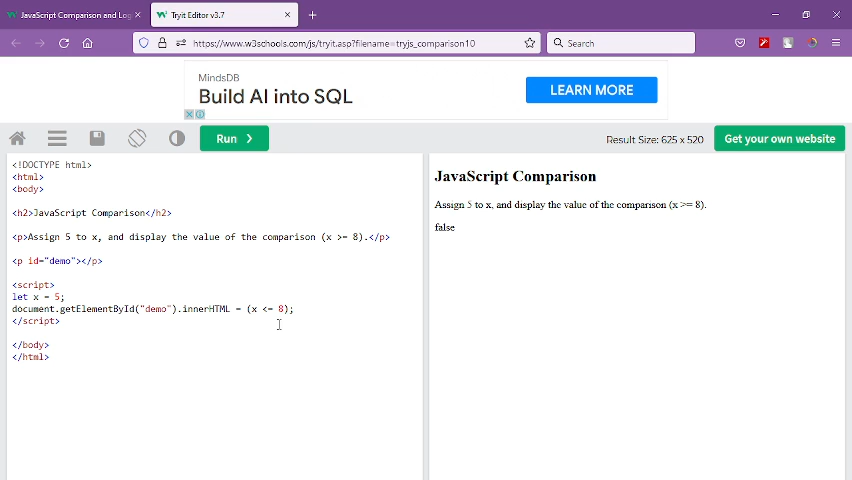 JavaScript Comparison and Log
Tryit Editor v3.7
https://www.w3schools.com/js/tryit.asp?filename=tryjs_comparison10
Search
MindsDB
Build AI into SQL
LEARN MORE
Run
Result Size: 625 x 520
Get your own website
<!DOCTYPE html>
<html>
<body>
<h2>JavaScript Comparison</h2>
<p>Assign 5 to x, and display the value of the comparison (x >= 8).</p>
<p id="demo"></p>
<script>
let x = 5;
document.getElementById("demo").innerHTML = (x <= 8);
</script>
</body>
</html>
JavaScript Comparison
Assign 5 to x, and display the value of the comparison (x >= 8).
false